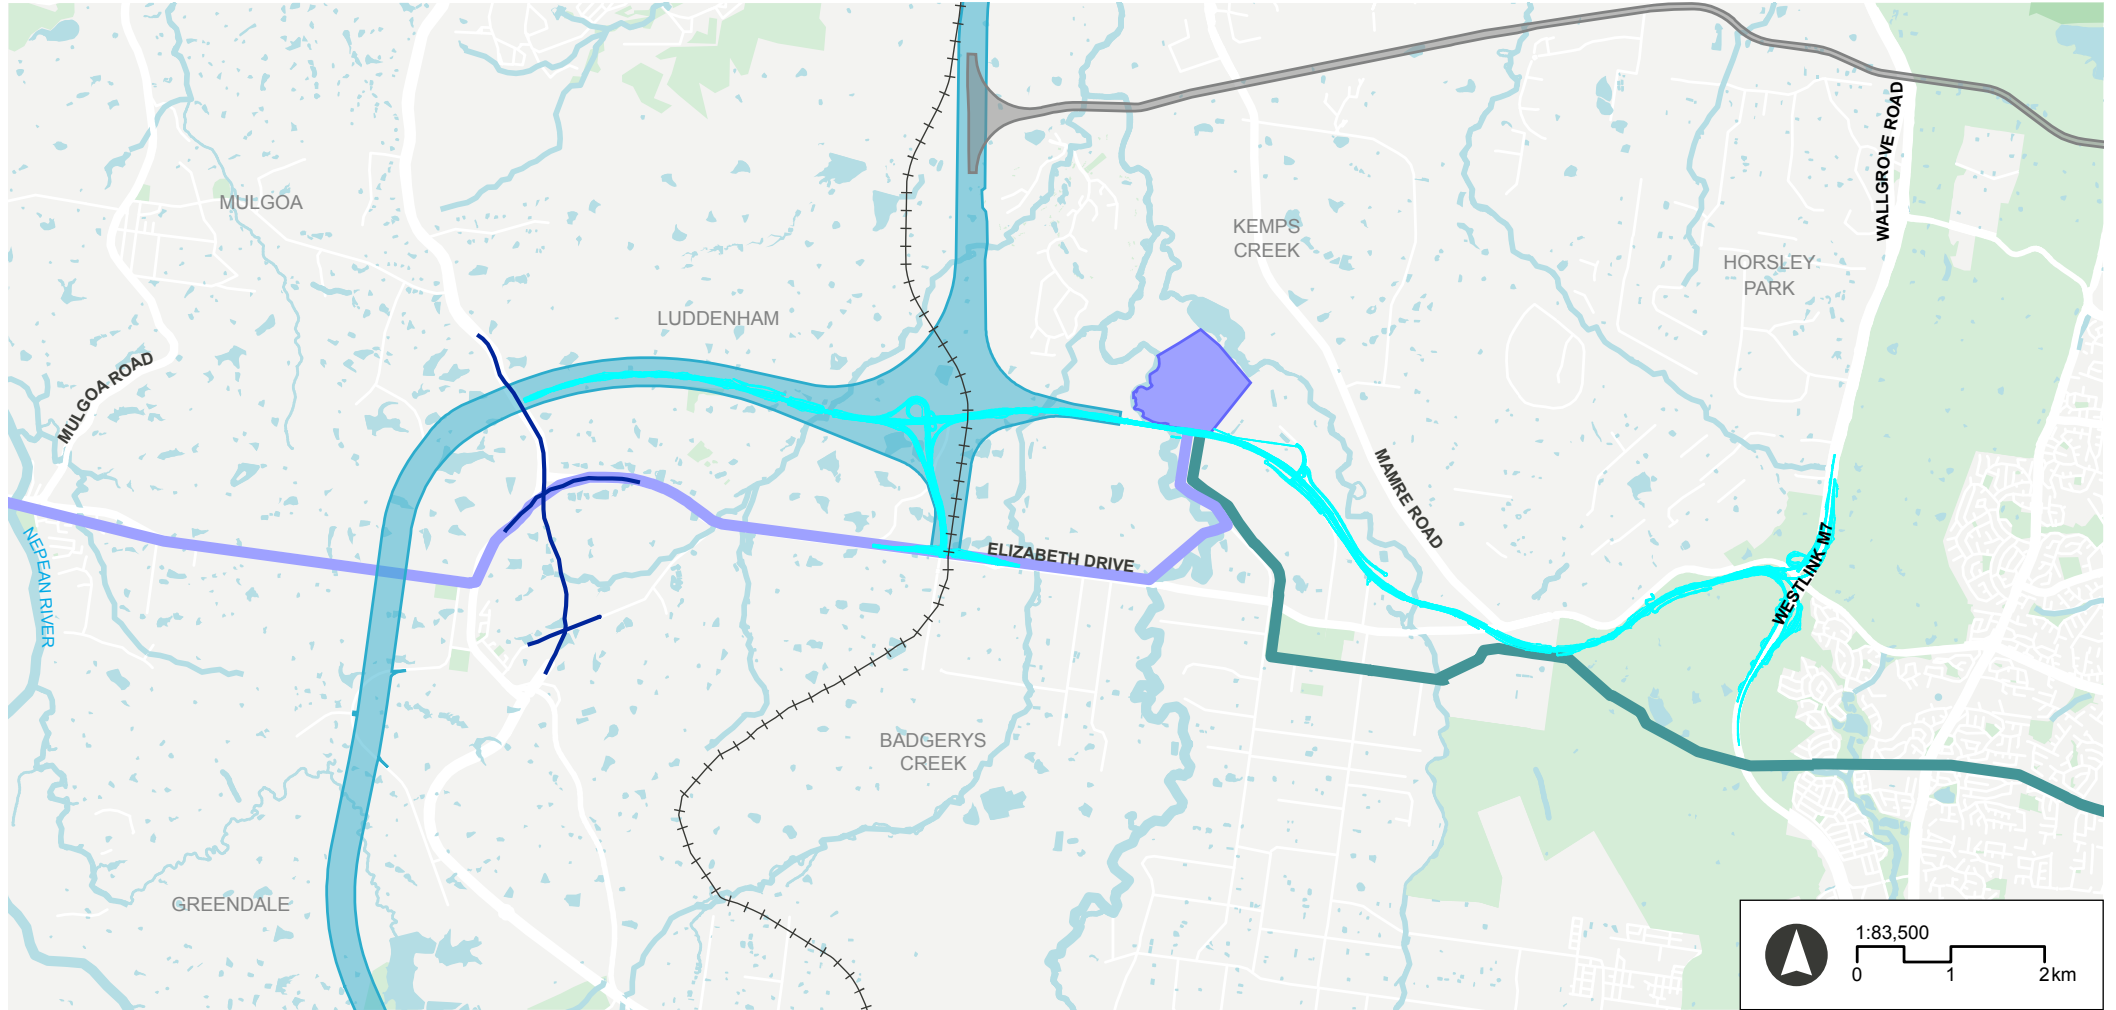 WALLGROVE ROAD
MULGOA
KEMPS
CREEK
HORSLEY
PARK
LUDDENHAM
MULGOA ROAD
MAMRE ROAD
NEPEAN RIVER
ELIZABETH DRIVE
WESTLINK M7
BADGERYS
CREEK
GREENDALE
1:83,500
0 1 2 km